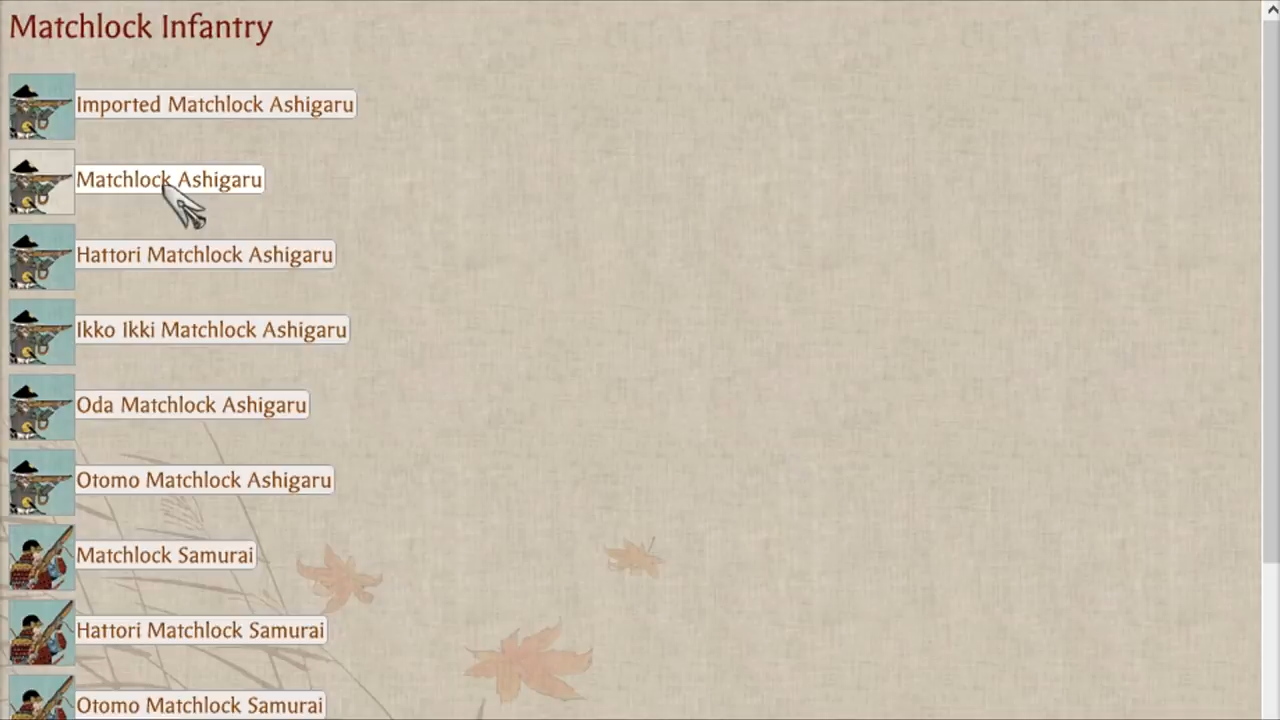 Matchlock Infantry
Imported Matchlock Ashigaru
Matchlock Ashigaru
Hattori Matchlock Ashigaru
Ikko Ikki Matchlock Ashigaru
Oda Matchlock Ashigaru
Otomo Matchlock Ashigaru
Matchlock Samurai
Hattori Matchlock Samurai
Otomo Matchlock Samurai